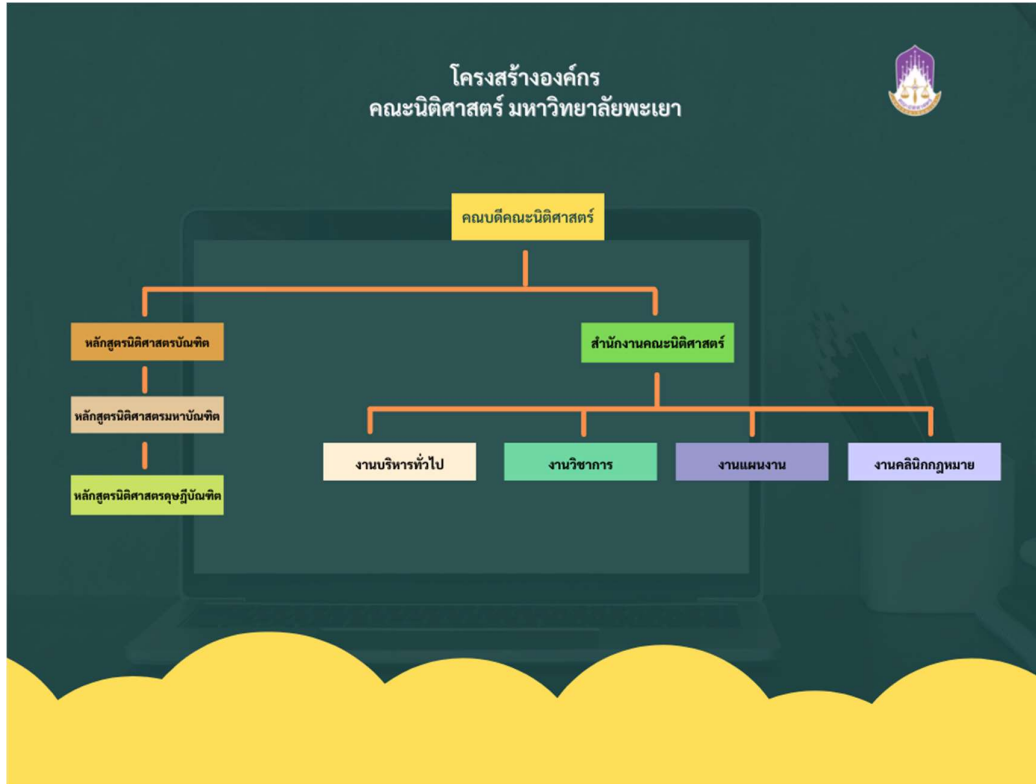 โครงสร้างองค์กร
คณะนิติศาสตร์ มหาวิทยาลัยพะเยา
คณบดีคณะนิติศาสตร์
หลักสูตรนิติศาสตรบัณฑิต
สำนักงานคณะนิติศาสตร์
หลักสูตรนิติศาสตรมหาบัณฑิต
งานบริหารทั่วไป
งานวิชาการ
งานแผนงาน
งานคลินิกกฎหมาย
หลักสูตรนิติศาสตรดุษฎีบัณฑิต